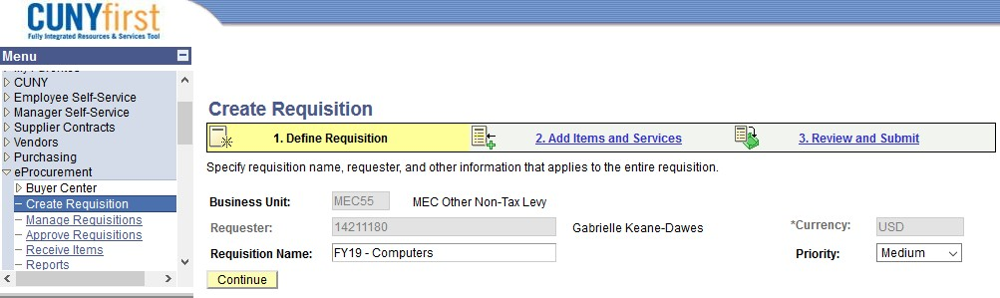 CUNYfirst
Fully Integrated Resources & Services Tool
Menu
My Favorites
CUNY
Employee Self-Service
Manager Self-Service
Supplier Contracts
Vendors
Purchasing
eProcurement
Buyer Center
Create Requisition
Manage Requisitions
Approve Requisitions
Receive Items
Reports
Create Requisition
1. Define Requisition 2. Add Items and Services 3. Review and Submit
Specify requisition name, requester, and other information that applies to the entire requisition.
Business Unit: MEC55 MEC Other Non-Tax Levy
Requester: 14211180 Gabrielle Keane-Dawes *Currency: USD
Requisition Name: FY19 - Computers Priority: Medium
Continue